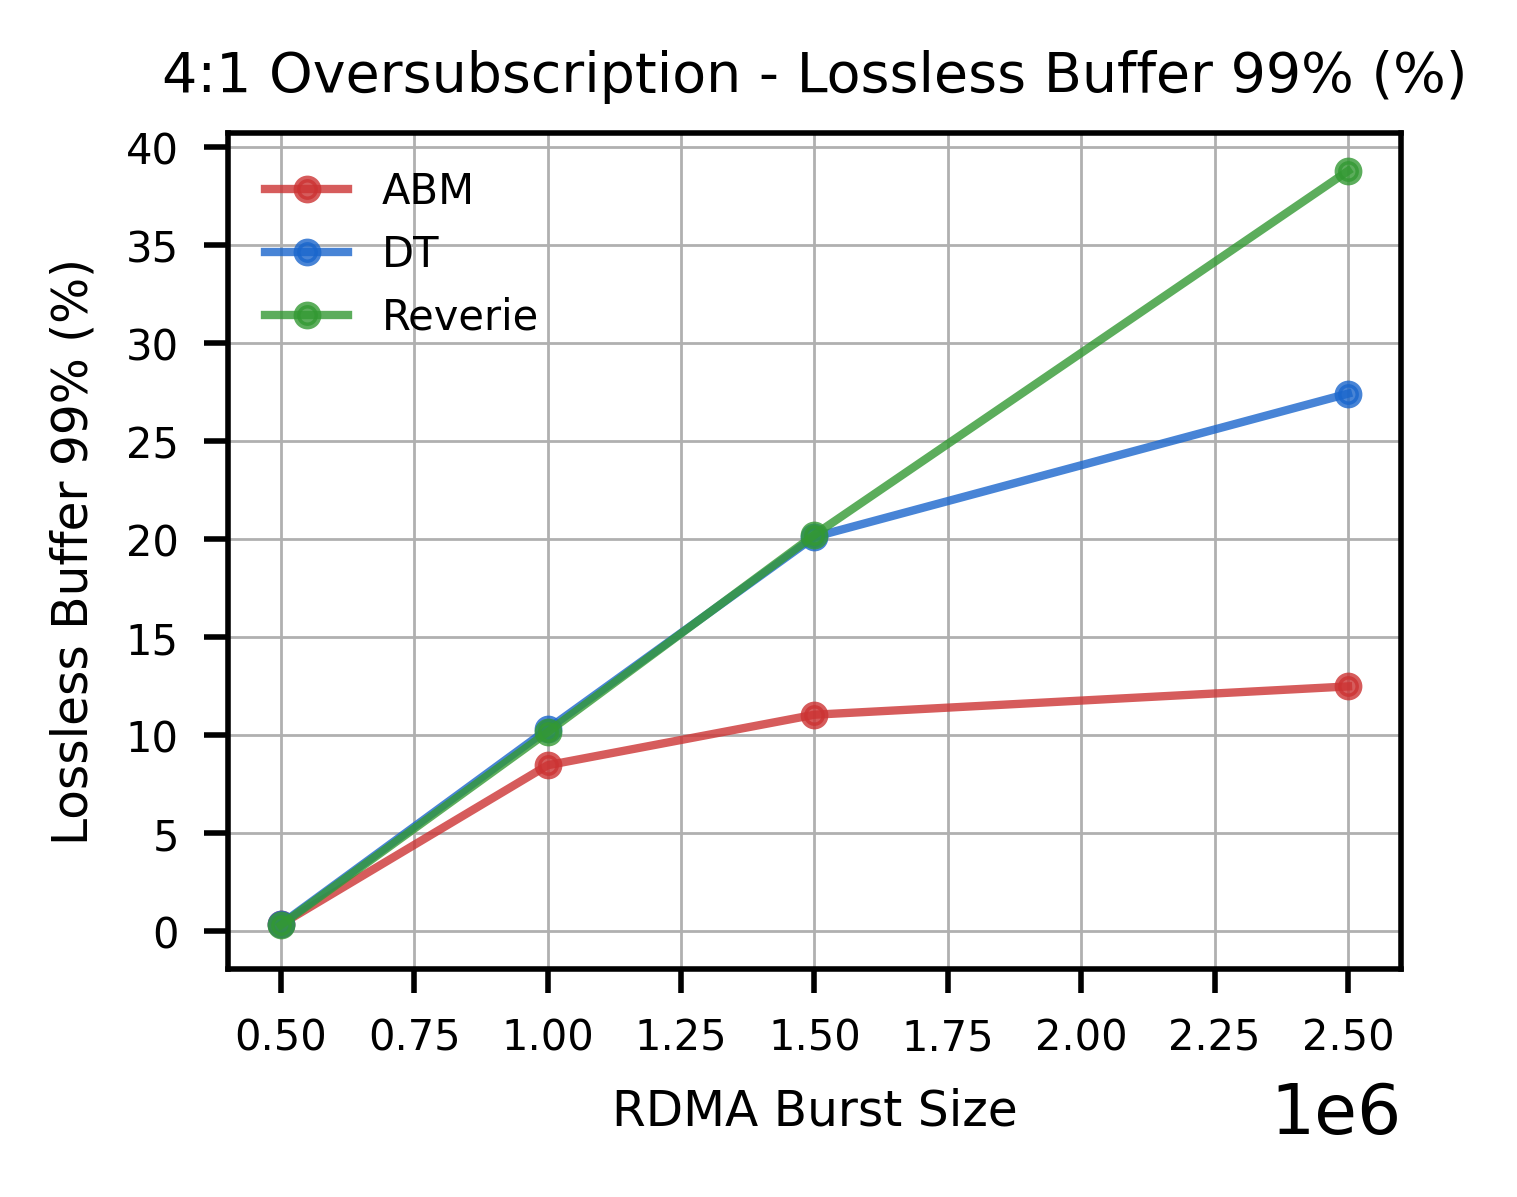 4:1 Oversubscription - Lossless Buffer 99% (%)
40
35
30
25
20
15
10
5
0
Lossless Buffer 99% (%)
ABM
DT
Reverie
0.50 0.75 1.00 1.25 1.50 1.75 2.00 2.25 2.50
RDMA Burst Size
1e6